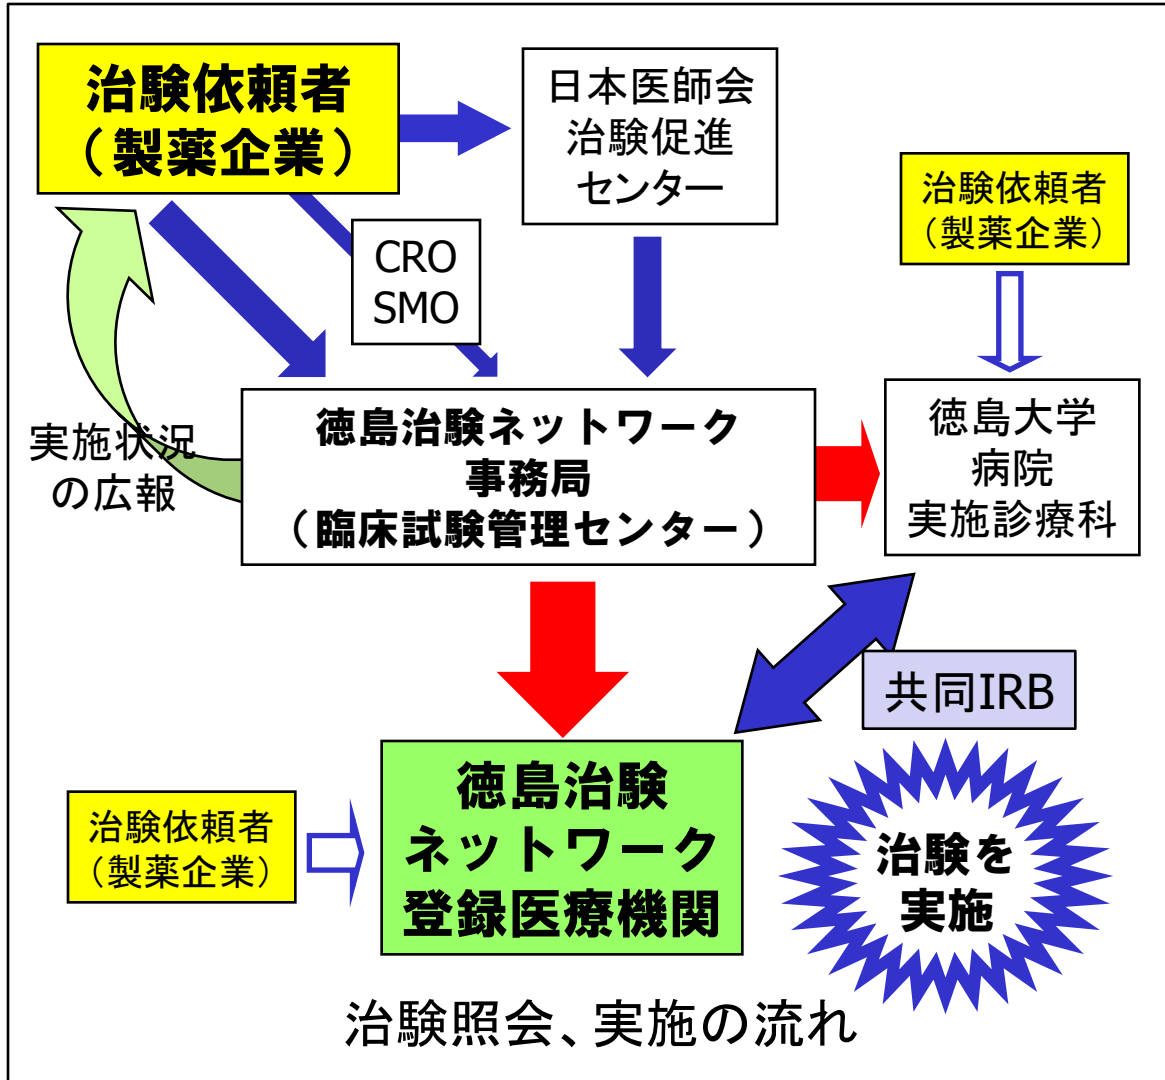 治験依頼者
（製薬企業）
日本医師会
治験促進
センター
治験依頼者
（製薬企業）
CRO
SMO
実施状況
の広報
徳島治験ネットワーク
事務局
（臨床試験管理センター）
徳島大学
病院
実施診療科
共同IRB
治験依頼者
（製薬企業）
徳島治験
ネットワーク
登録医療機関
治験を
実施
治験照会、実施の流れ